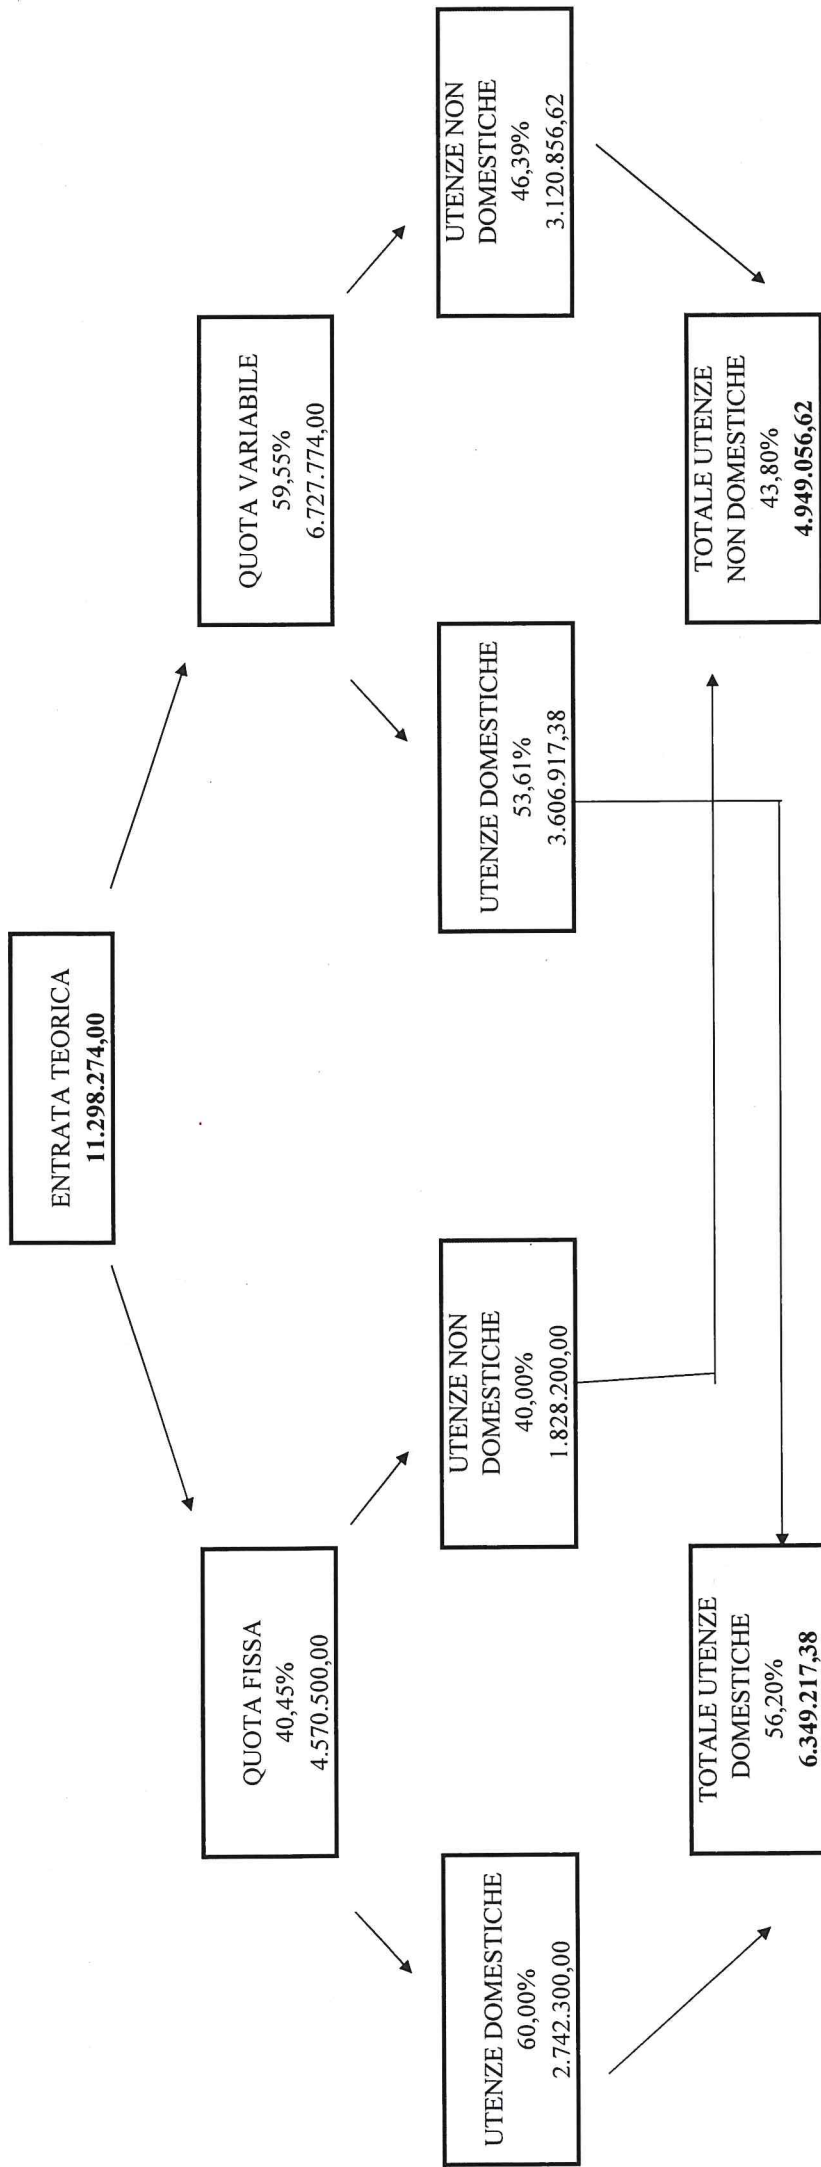 ENTRATA TEORICA
11.298.274,00
QUOTA FISSA
40,45%
4.570.500,00
QUOTA VARIABILE
59,55%
6.727.774,00
UTENZE DOMESTICHE
60,00%
2.742.300,00
UTENZE NON
DOMESTICHE
40,00%
1.828.200,00
UTENZE DOMESTICHE
53,61%
3.606.917,38
UTENZE NON
DOMESTICHE
46,39%
3.120.856,62
TOTALE UTENZE
DOMESTICHE
56,20%
6.349.217,38
TOTALE UTENZE
NON DOMESTICHE
43,80%
4.949.056,62